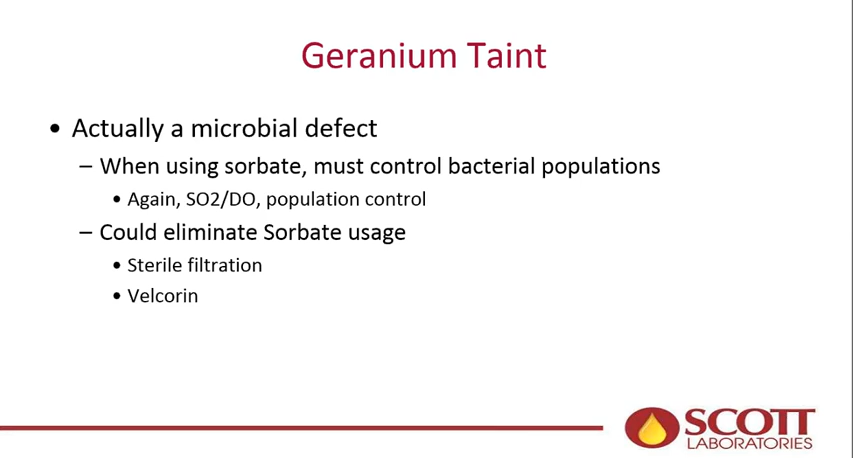 Geranium Taint
• Actually a microbial defect
– When using sorbate, must control bacterial populations
• Again, SO2/DO, population control
– Could eliminate Sorbate usage
• Sterile filtration
• Velcorin
SCOTT
LABORATORIES